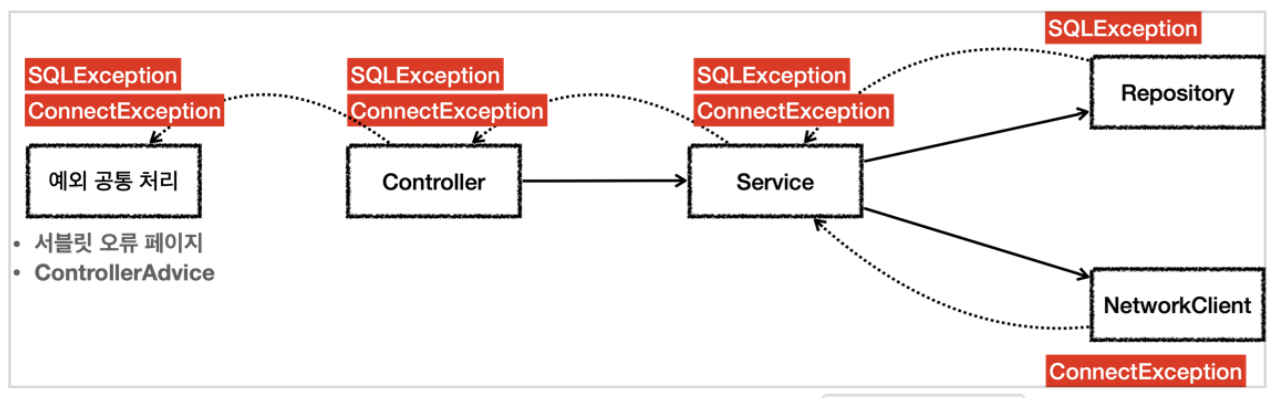 SQLException
SQLException
ConnectException
예외 공통 처리
• 서블릿 오류 페이지
• ControllerAdvice
SQLException
ConnectException
Controller
SQLException
ConnectException
Service
Repository
NetworkClient
ConnectException